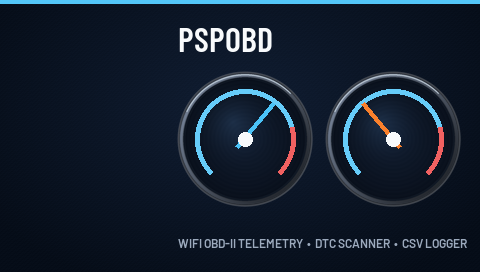 PSPOBD
WIFI OBD-II TELEMETRY • DTC SCANNER • CSV LOGGER